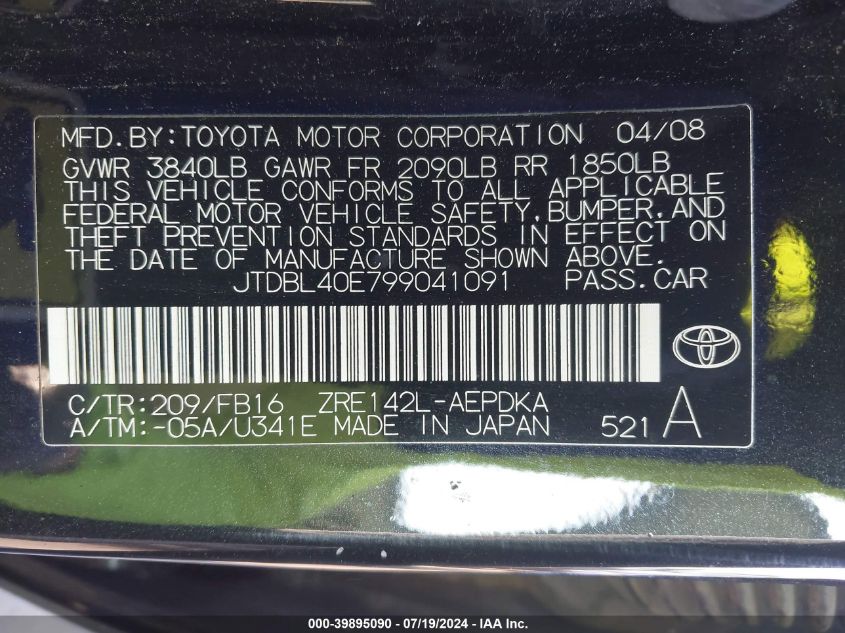 MFD.BY:TOYOTA MOTOR CORPORATION 04/08
GVWR 3840LB GAWR FR 2090LB RR 1850LB
THIS VEHICLE CONFORMS TO ALL APPLICABLE
FEDERAL MOTOR VEHICLE SAFETY,BUMPER,AND
THEFT PREVENTION STANDARDS IN EFFECT ON
THE DATE OF MANUFACTURE SHOWN ABOVE.
JTDBL40E799041091 PASS.CAR
C/TR:209/FB16 ZRE142L-AEPDKA
A/TM:-05A/U341E MADE IN JAPAN 521 A
000-39895090 - 07/19/2024 - IAA Inc.